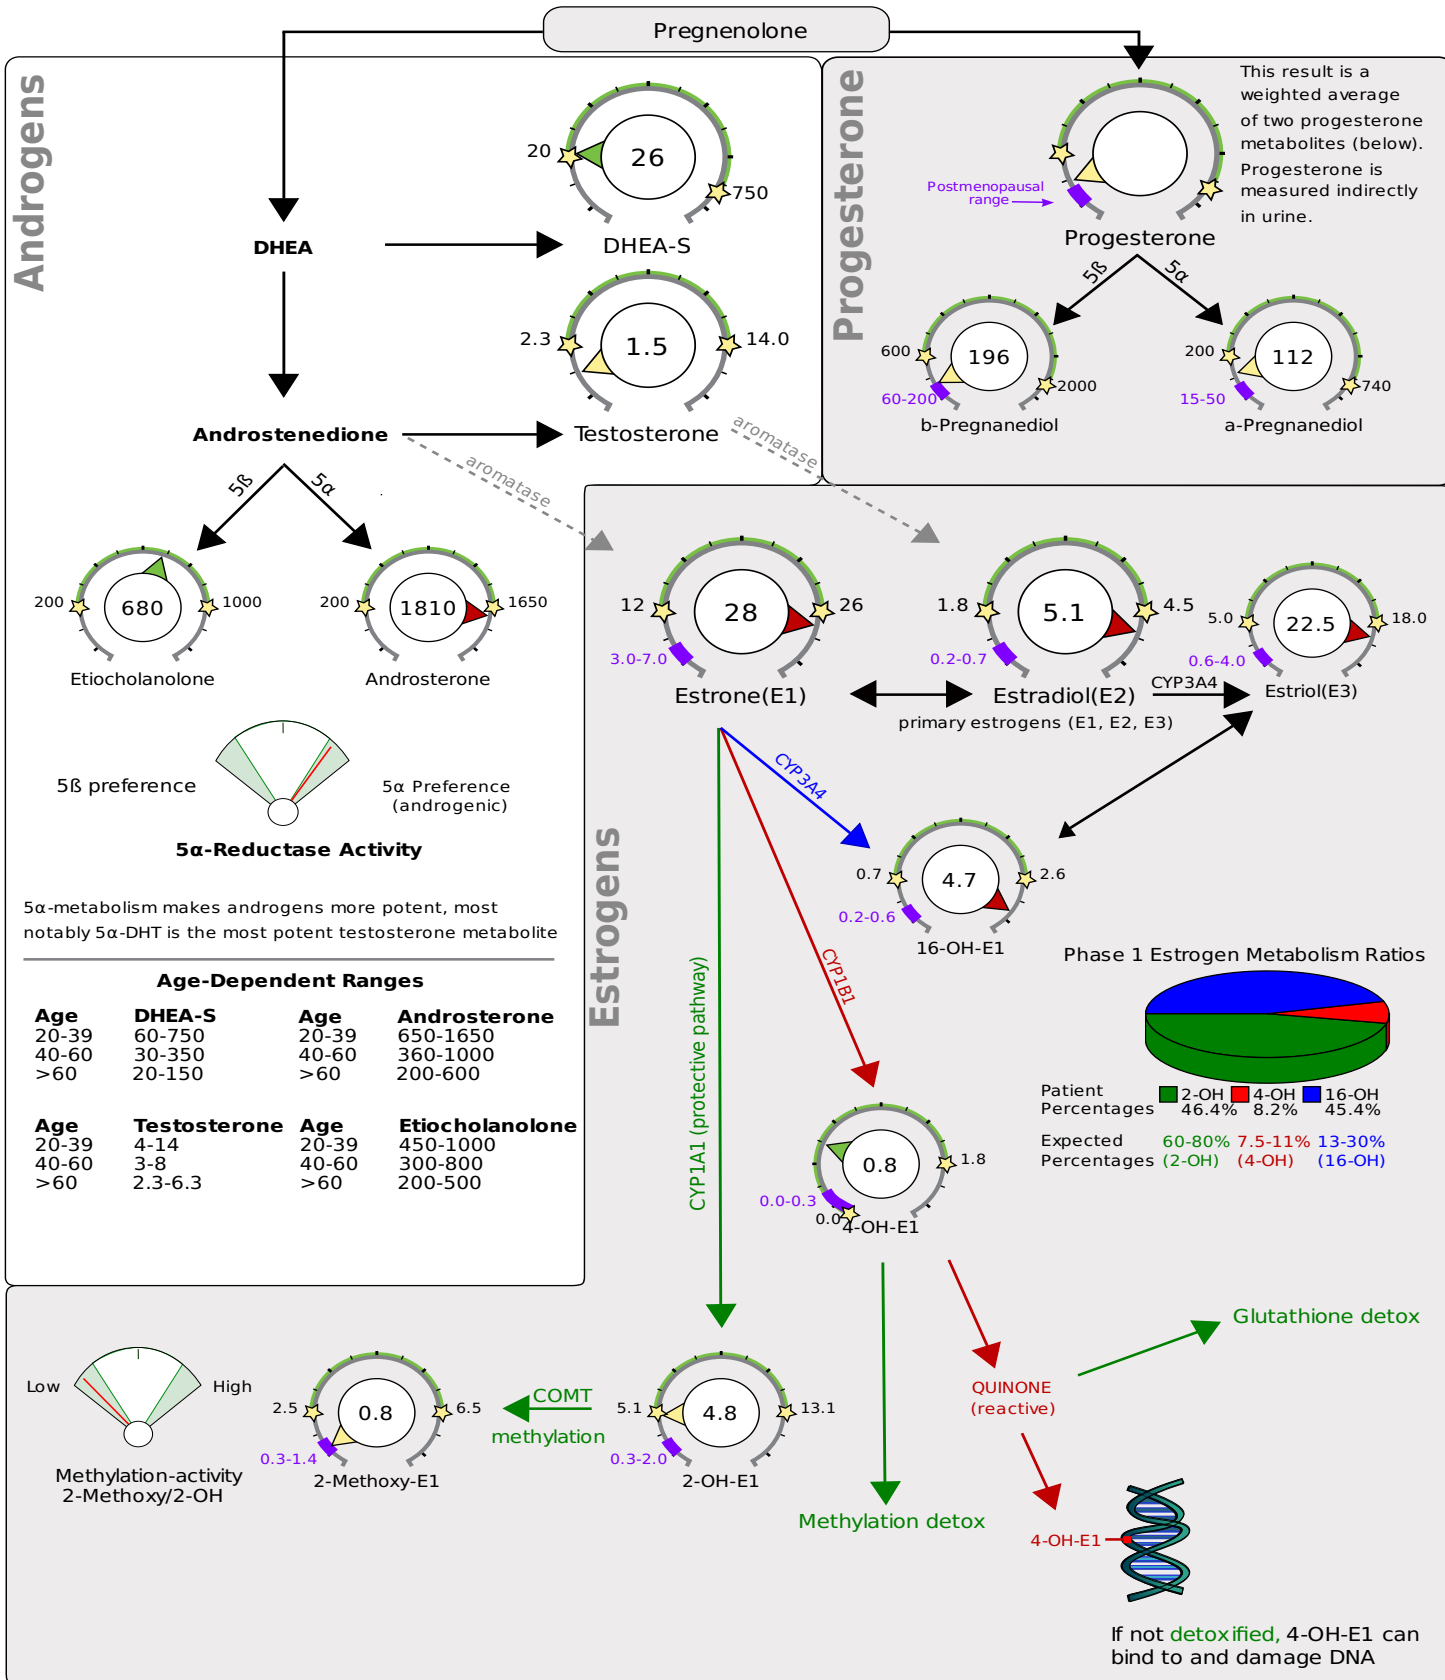 Pregnenolone
Androgens
20
26
750
DHEA-S
DHEA
2.3
1.5
14.0
Testosterone
Androstenedione
aromatase
aromatase
5ß
5α
200
680
1000
Etiocholanolone
200
1810
1650
Androsterone
5ß preference
5α Preference
(androgenic)
5α-Reductase Activity
5α-metabolism makes androgens more potent, most
notably 5α-DHT is the most potent testosterone metabolite
Age-Dependent Ranges
Age DHEA-S Age Androsterone
20-39 60-750 20-39 650-1650
40-60 30-350 40-60 360-1000
>60 20-150 >60 200-600
Age Testosterone Age Etiocholanolone
20-39 4-14 20-39 450-1000
40-60 3-8 40-60 300-800
>60 2.3-6.3 >60 200-500
Progesterone
This result is a
weighted average
of two progesterone
metabolites (below).
Progesterone is
measured indirectly
in urine.
Postmenopausal
range
Progesterone
5ß
5α
600
196
2000
60-200
b-Pregnanediol
200
112
740
15-50
a-Pregnanediol
Estrogens
12
28
26
3.0-7.0
Estrone(E1)
1.8
5.1
4.5
0.2-0.7
Estradiol(E2)
CYP3A4
5.0
22.5
18.0
0.6-4.0
Estriol(E3)
primary estrogens (E1, E2, E3)
CYP3A4
0.7
4.7
2.6
0.2-0.6
16-OH-E1
CYP1B1
CYP1A1 (protective pathway)
Phase 1 Estrogen Metabolism Ratios
Patient
Percentages
2-OH 4-OH 16-OH
46.4% 8.2% 45.4%
Expected
Percentages
60-80% 7.5-11% 13-30%
(2-OH) (4-OH) (16-OH)
0.8
1.8
0.0-0.3
0.0
4-OH-E1
Low
High
Methylation-activity
2-Methoxy/2-OH
2.5
0.8
6.5
0.3-1.4
2-Methoxy-E1
COMT
methylation
5.1
4.8
13.1
0.3-2.0
2-OH-E1
Methylation detox
QUINONE
(reactive)
Glutathione detox
4-OH-E1
If not detoxified, 4-OH-E1 can
bind to and damage DNA